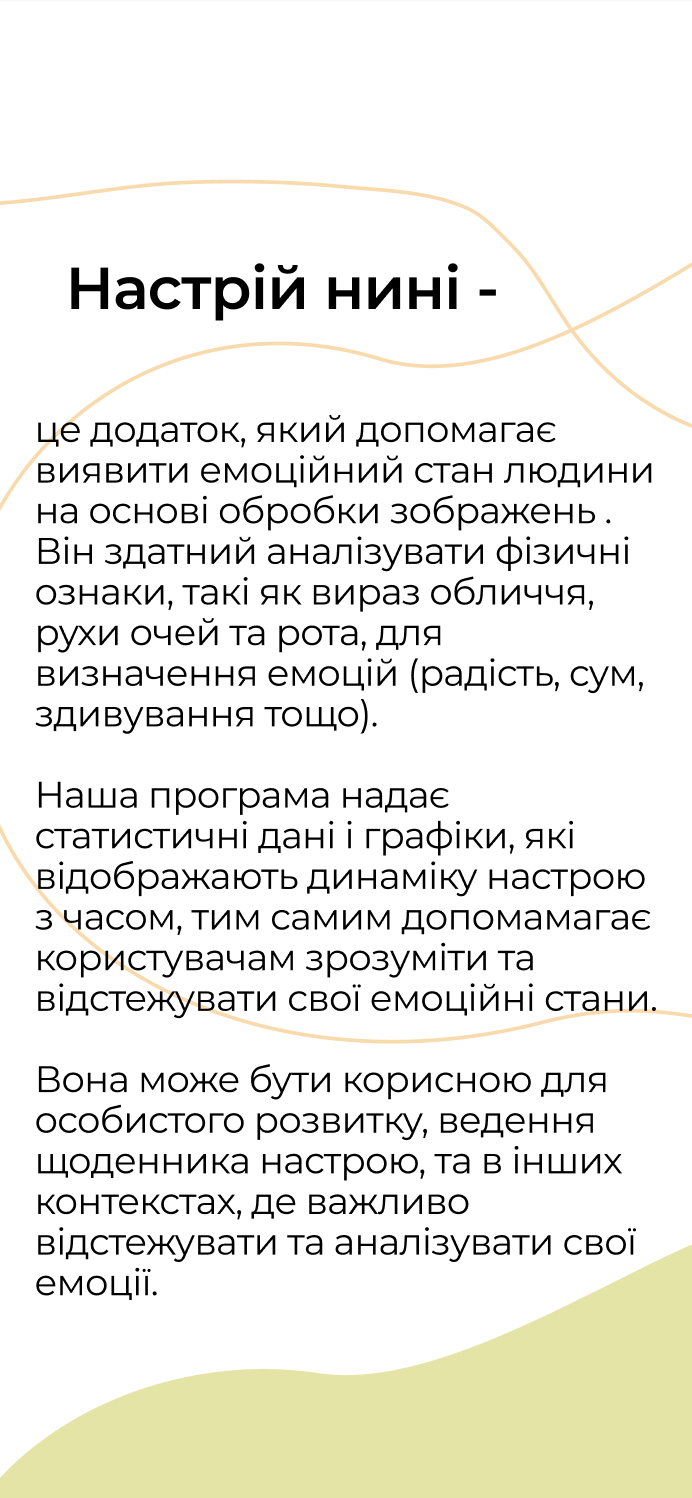 Настрій нині -
це додаток, який допомагає
виявити емоційний стан людини
на основі обробки зображень .
Він здатний аналізувати фізичні
ознаки, такі як вираз обличчя,
рухи очей та рота, для
визначення емоцій (радість, сум,
здивування тощо).
Наша програма надає
статистичні дані і графіки, які
відображають динаміку настрою
з часом, тим самим допомамагає
користувачам зрозуміти та
відстежувати свої емоційні стани.
Вона може бути корисною для
особистого розвитку, ведення
щоденника настрою, та в інших
контекстах, де важливо
відстежувати та аналізувати свої
емоції.